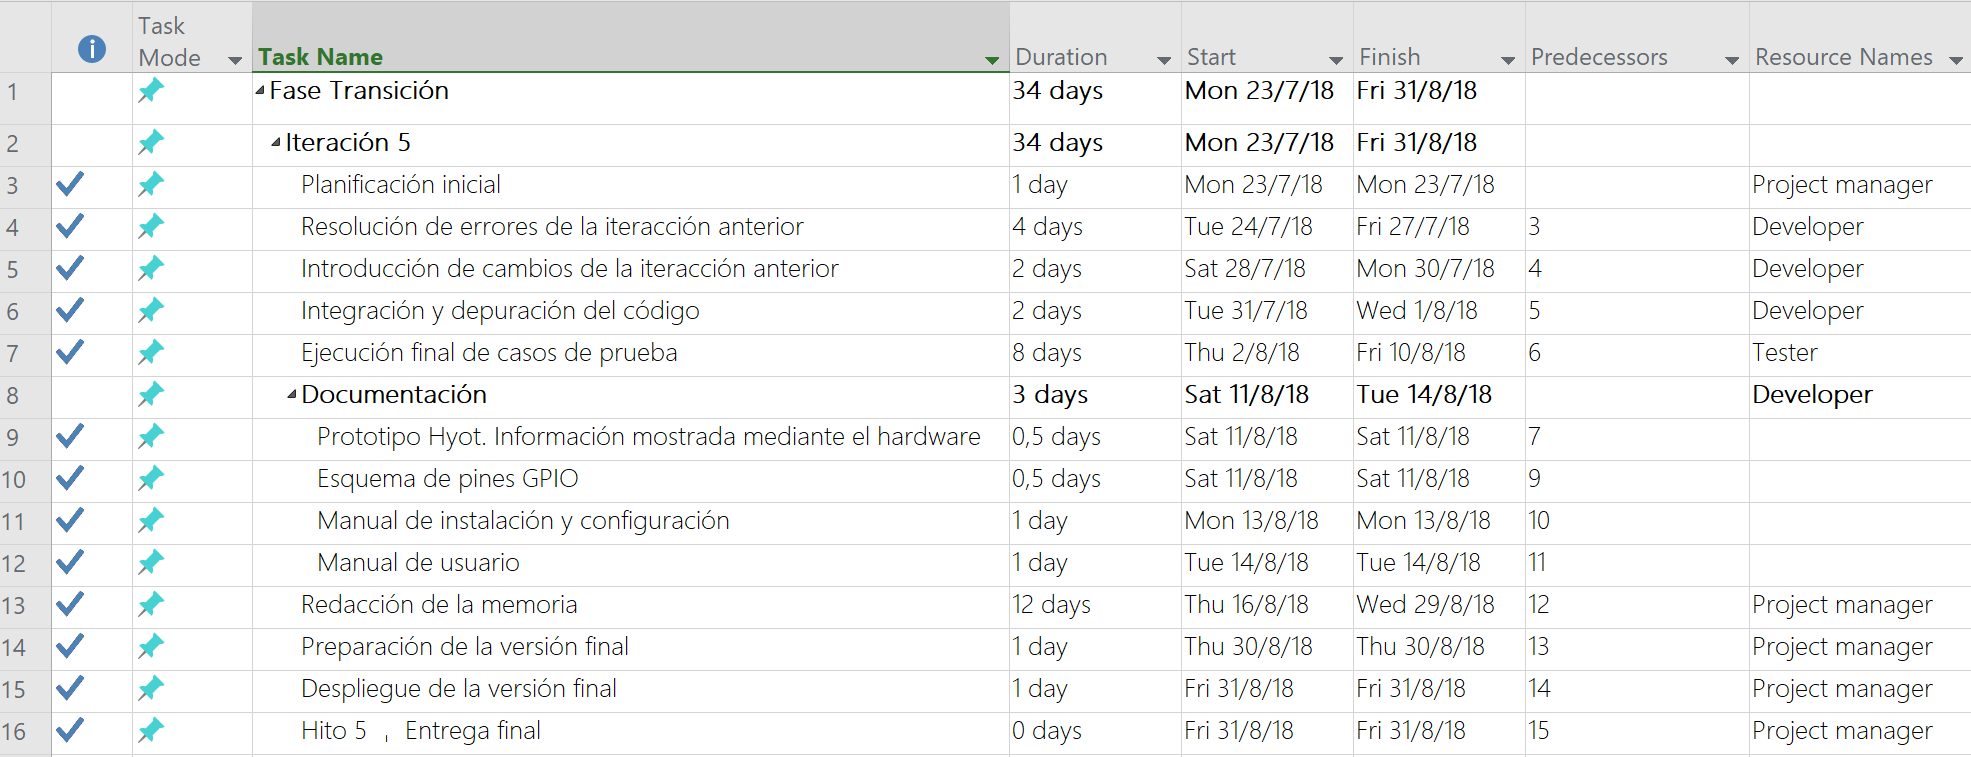 Task Mode Task Name Duration Start Finish Predecessors Resource Names
1 Fase Transición 34 days Mon 23/7/18 Fri 31/8/18
2 Iteración 5 34 days Mon 23/7/18 Fri 31/8/18
3 Planificación inicial 1 day Mon 23/7/18 Mon 23/7/18 Project manager
4 Resolución de errores de la iteracción anterior 4 days Tue 24/7/18 Fri 27/7/18 3 Developer
5 Introducción de cambios de la iteracción anterior 2 days Sat 28/7/18 Mon 30/7/18 4 Developer
6 Integración y depuración del código 2 days Tue 31/7/18 Wed 1/8/18 5 Developer
7 Ejecución final de casos de prueba 8 days Thu 2/8/18 Fri 10/8/18 6 Tester
8 Documentación 3 days Sat 11/8/18 Tue 14/8/18 Developer
9 Prototipo Hyot. Información mostrada mediante el hardware 0,5 days Sat 11/8/18 Sat 11/8/18 7
10 Esquema de pines GPIO 0,5 days Sat 11/8/18 Sat 11/8/18 9
11 Manual de instalación y configuración 1 day Mon 13/8/18 Mon 13/8/18 10
12 Manual de usuario 1 day Tue 14/8/18 Tue 14/8/18 11
13 Redacción de la memoria 12 days Thu 16/8/18 Wed 29/8/18 12 Project manager
14 Preparación de la versión final 1 day Thu 30/8/18 Thu 30/8/18 13 Project manager
15 Despliegue de la versión final 1 day Fri 31/8/18 Fri 31/8/18 14 Project manager
16 Hito 5 , Entrega final 0 days Fri 31/8/18 Fri 31/8/18 15 Project manager